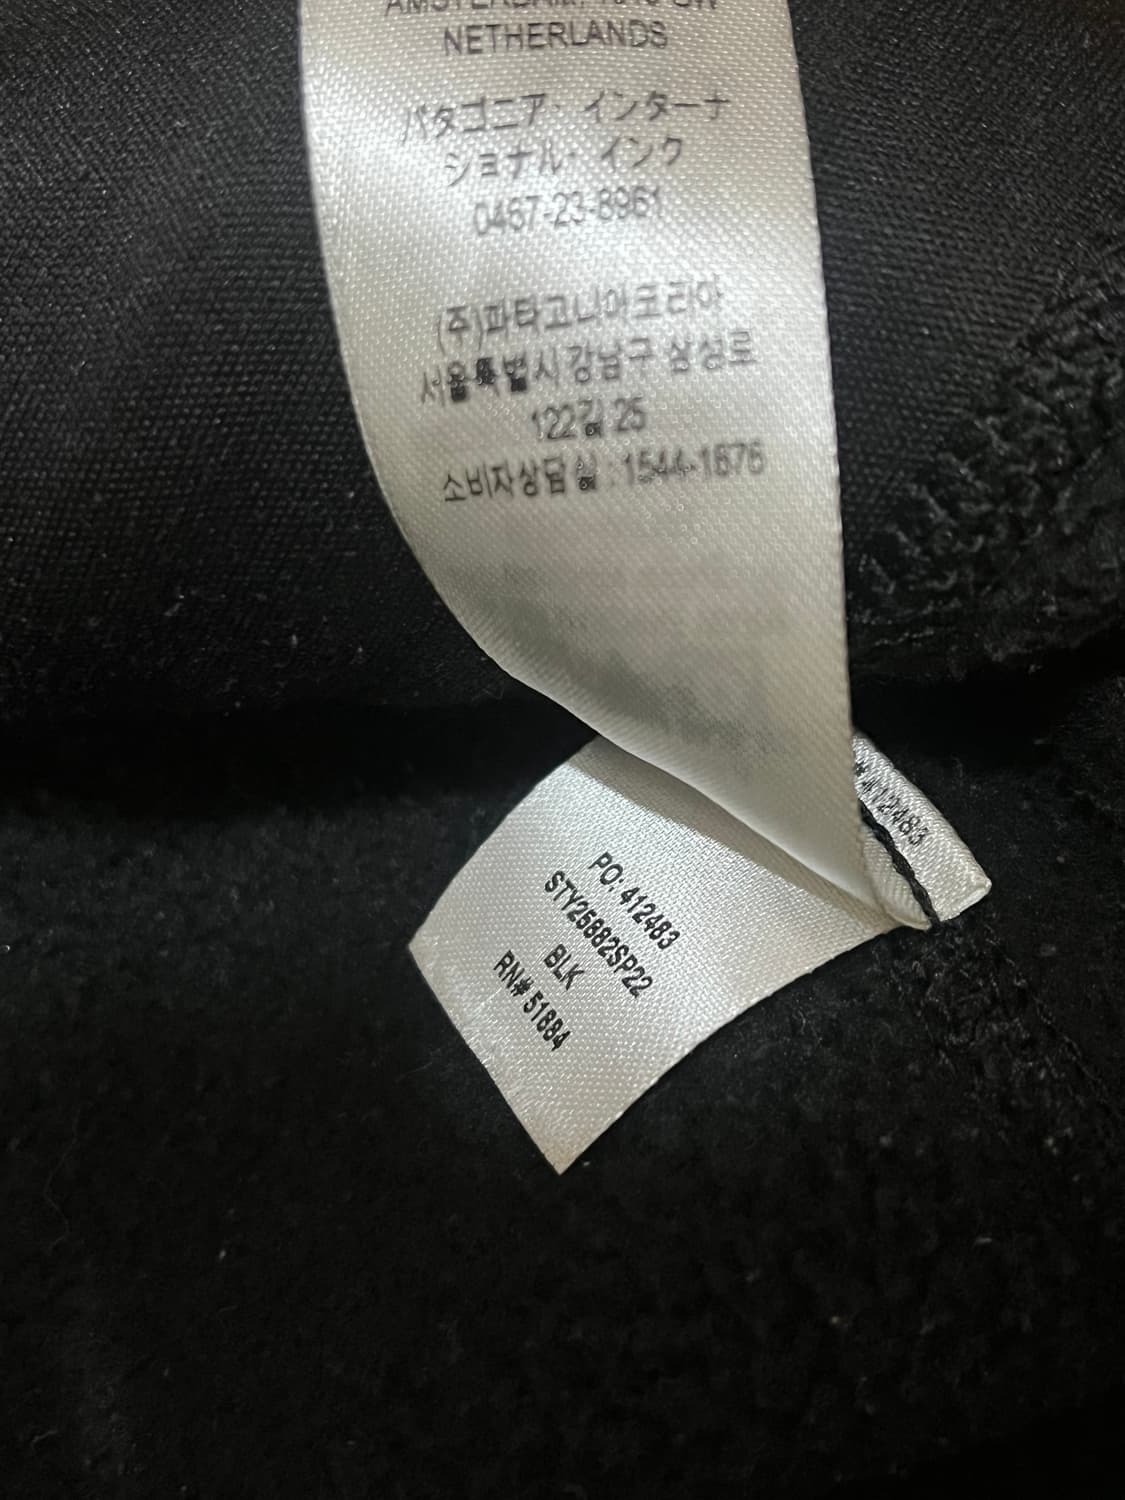 NETHERLANDS
パタゴニア・インターナ
ショナル・インク
0467-23-8961
(주)파타고니아코리아
서울특별시 강남구 삼성로
122길 25
소비자상담실 : 1544-1876
# 412483
PO: 412483
STY25882SP22
BLK
RN# 51884